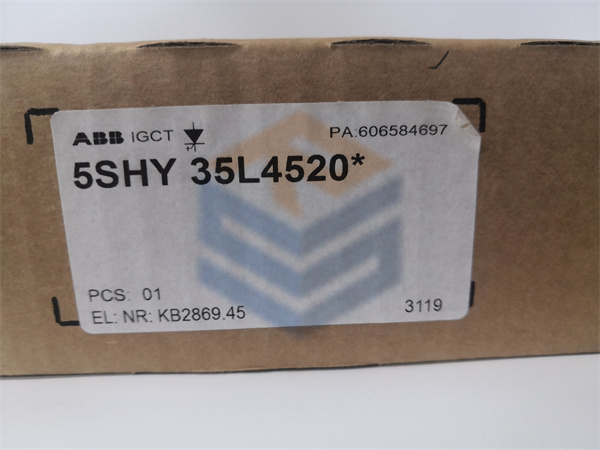 ABB IGCT PA:606584697
5SHY 35L4520*
PCS: 01
EL: NR: KB2869.45 3119